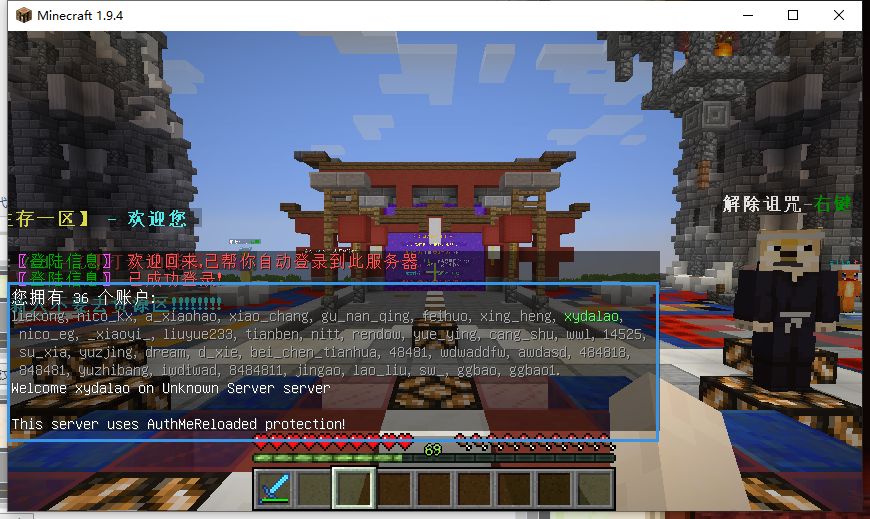 Minecraft 1.9.4
解除诅咒-右键
生存一区】 - 欢迎您
〖登陆信息〗 欢迎回来,已帮你自动登录到此服务器
〖登陆信息〗 已成功登录!
您拥有 36 个账户:
liekong, nico_kx, a_xiaohao, xiao_chang, gu_nan_qing, feihuo, xing_heng, xydalao,
nico_eg, _xiaoyi_, liuyue233, tianben, nitt, rendow, yue_ying, cang_shu, wwl, 14525,
su_xia, yuzjing, dream, d_xie, bei_chen_tianhua, 48481, wdwaddfw, awdasd, 484818,
848481, yuzhibang, iwdiwad, 8484811, jingao, lao_liu, sw_, ggbao, ggbao1.
Welcome xydalao on Unknown Server server
This server uses AuthMeReloaded protection!
69